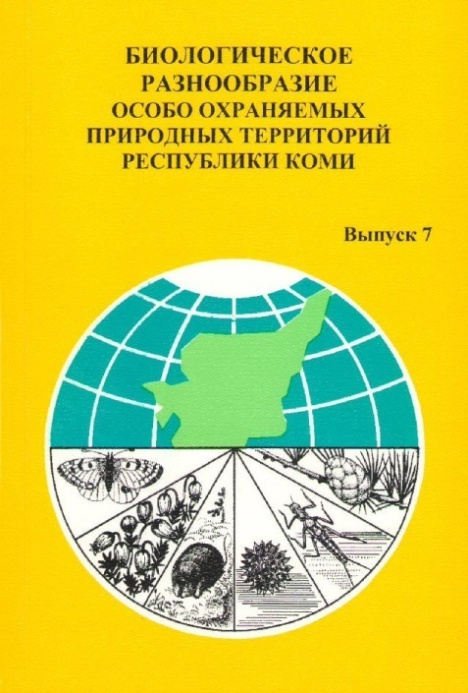 БИОЛОГИЧЕСКОЕ
РАЗНООБРАЗИЕ
ОСОБО ОХРАНЯЕМЫХ
ПРИРОДНЫХ ТЕРРИТОРИЙ
РЕСПУБЛИКИ КОМИ
Выпуск 7